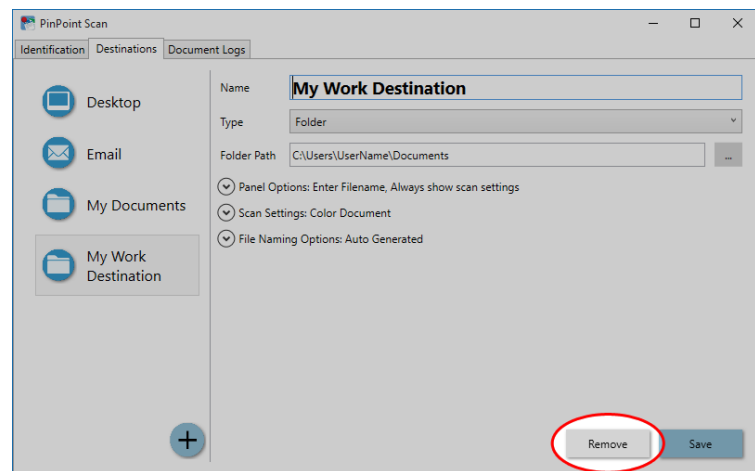 PinPoint Scan
Identification Destinations Document Logs
Desktop
Email
My Documents
My Work
Destination
Name My Work Destination
Type Folder
Folder Path C:\Users\UserName\Documents ...
Panel Options: Enter Filename, Always show scan settings
Scan Settings: Color Document
File Naming Options: Auto Generated
Remove Save